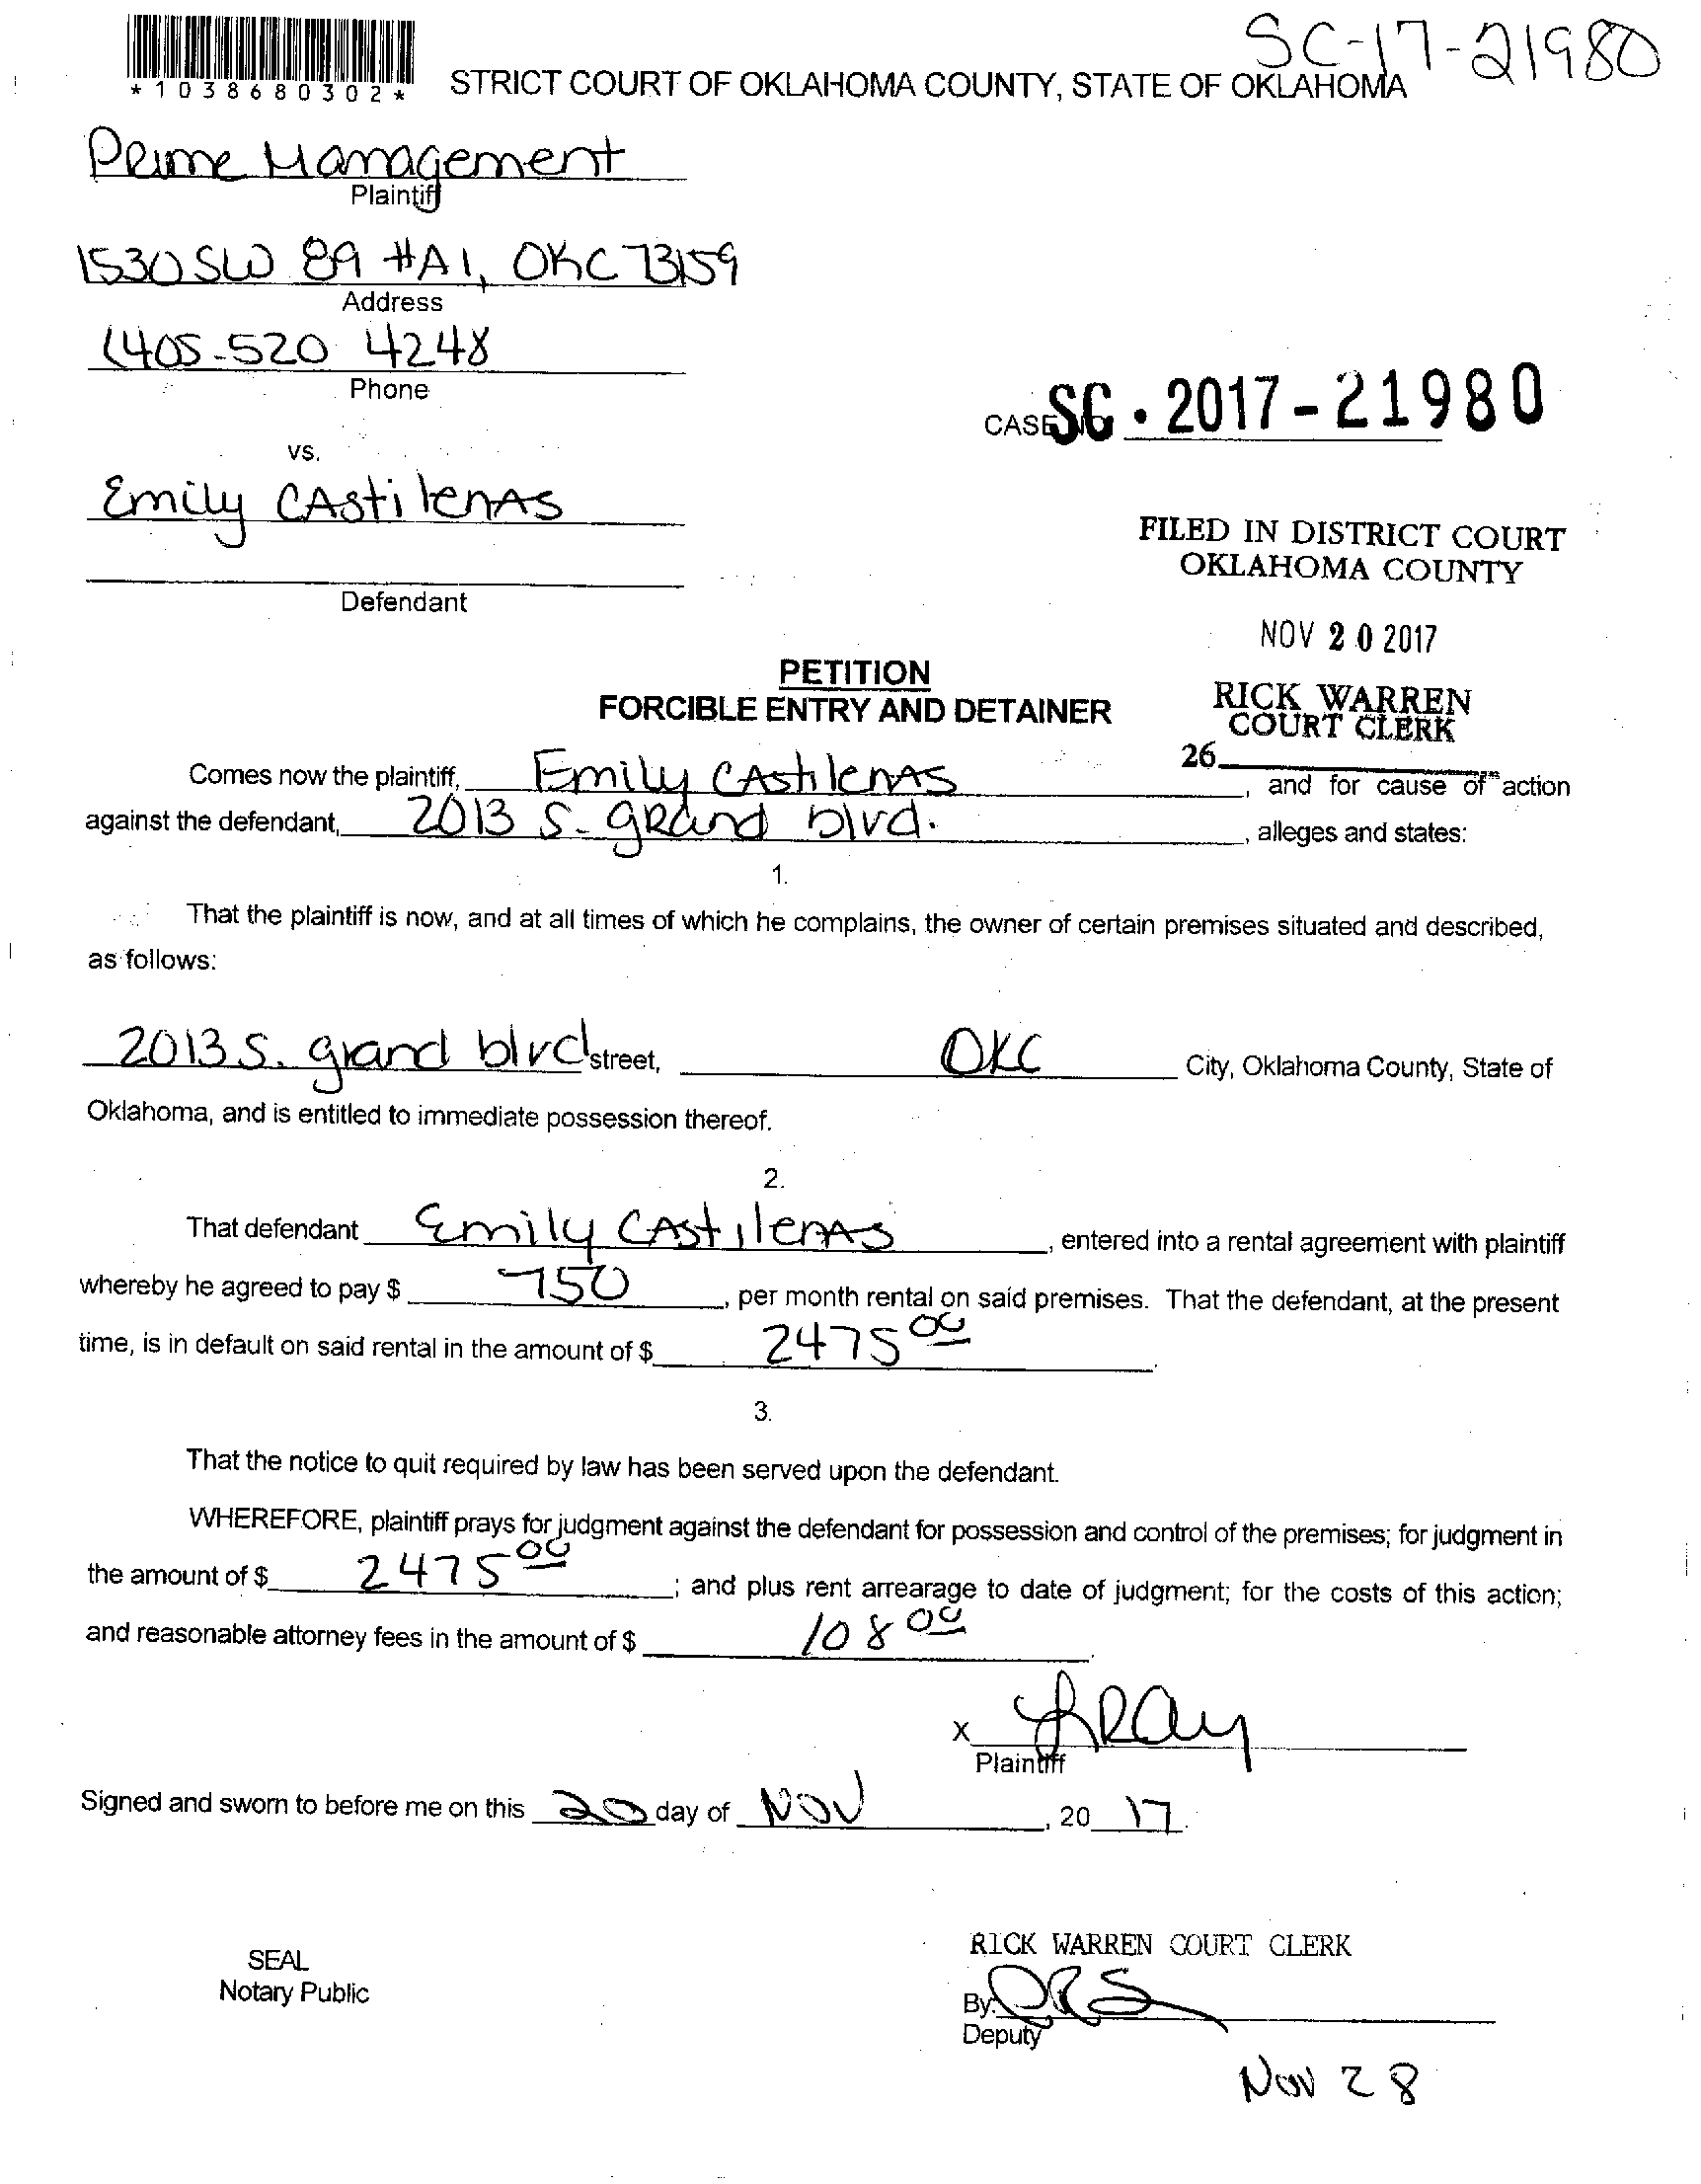 SC-17-21980
*1038680302*
STRICT COURT OF OKLAHOMA COUNTY, STATE OF OKLAHOMA
Prime Management
Plaintiff
1530 SW 89 #A1, OKC 73159
Address
(405-520 4248
Phone
CASE SC • 2017-21980
vs.
Emily CAstilenAs
Defendant
FILED IN DISTRICT COURT
OKLAHOMA COUNTY
NOV 20 2017
RICK WARREN
COURT CLERK
26
PETITION
FORCIBLE ENTRY AND DETAINER
Comes now the plaintiff, Emily CAstilenAs, and for cause of action
against the defendant, 2013 S. grand blvd., alleges and states:
1.
That the plaintiff is now, and at all times of which he complains, the owner of certain premises situated and described,
as follows:
2013 S. grand blvd street, OKC City, Oklahoma County, State of
Oklahoma, and is entitled to immediate possession thereof.
2.
That defendant Emily CAstilenAs, entered into a rental agreement with plaintiff
whereby he agreed to pay $ 750, per month rental on said premises. That the defendant, at the present
time, is in default on said rental in the amount of $ 2475 00.
3.
That the notice to quit required by law has been served upon the defendant.
WHEREFORE, plaintiff prays for judgment against the defendant for possession and control of the premises; for judgment in
the amount of $ 2475 00; and plus rent arrearage to date of judgment; for the costs of this action;
and reasonable attorney fees in the amount of $ 108 00.
X
Plaintiff
Signed and sworn to before me on this 20 day of NOV, 20 17.
SEAL
Notary Public
RICK WARREN COURT CLERK
By:
Deputy
Nov 28